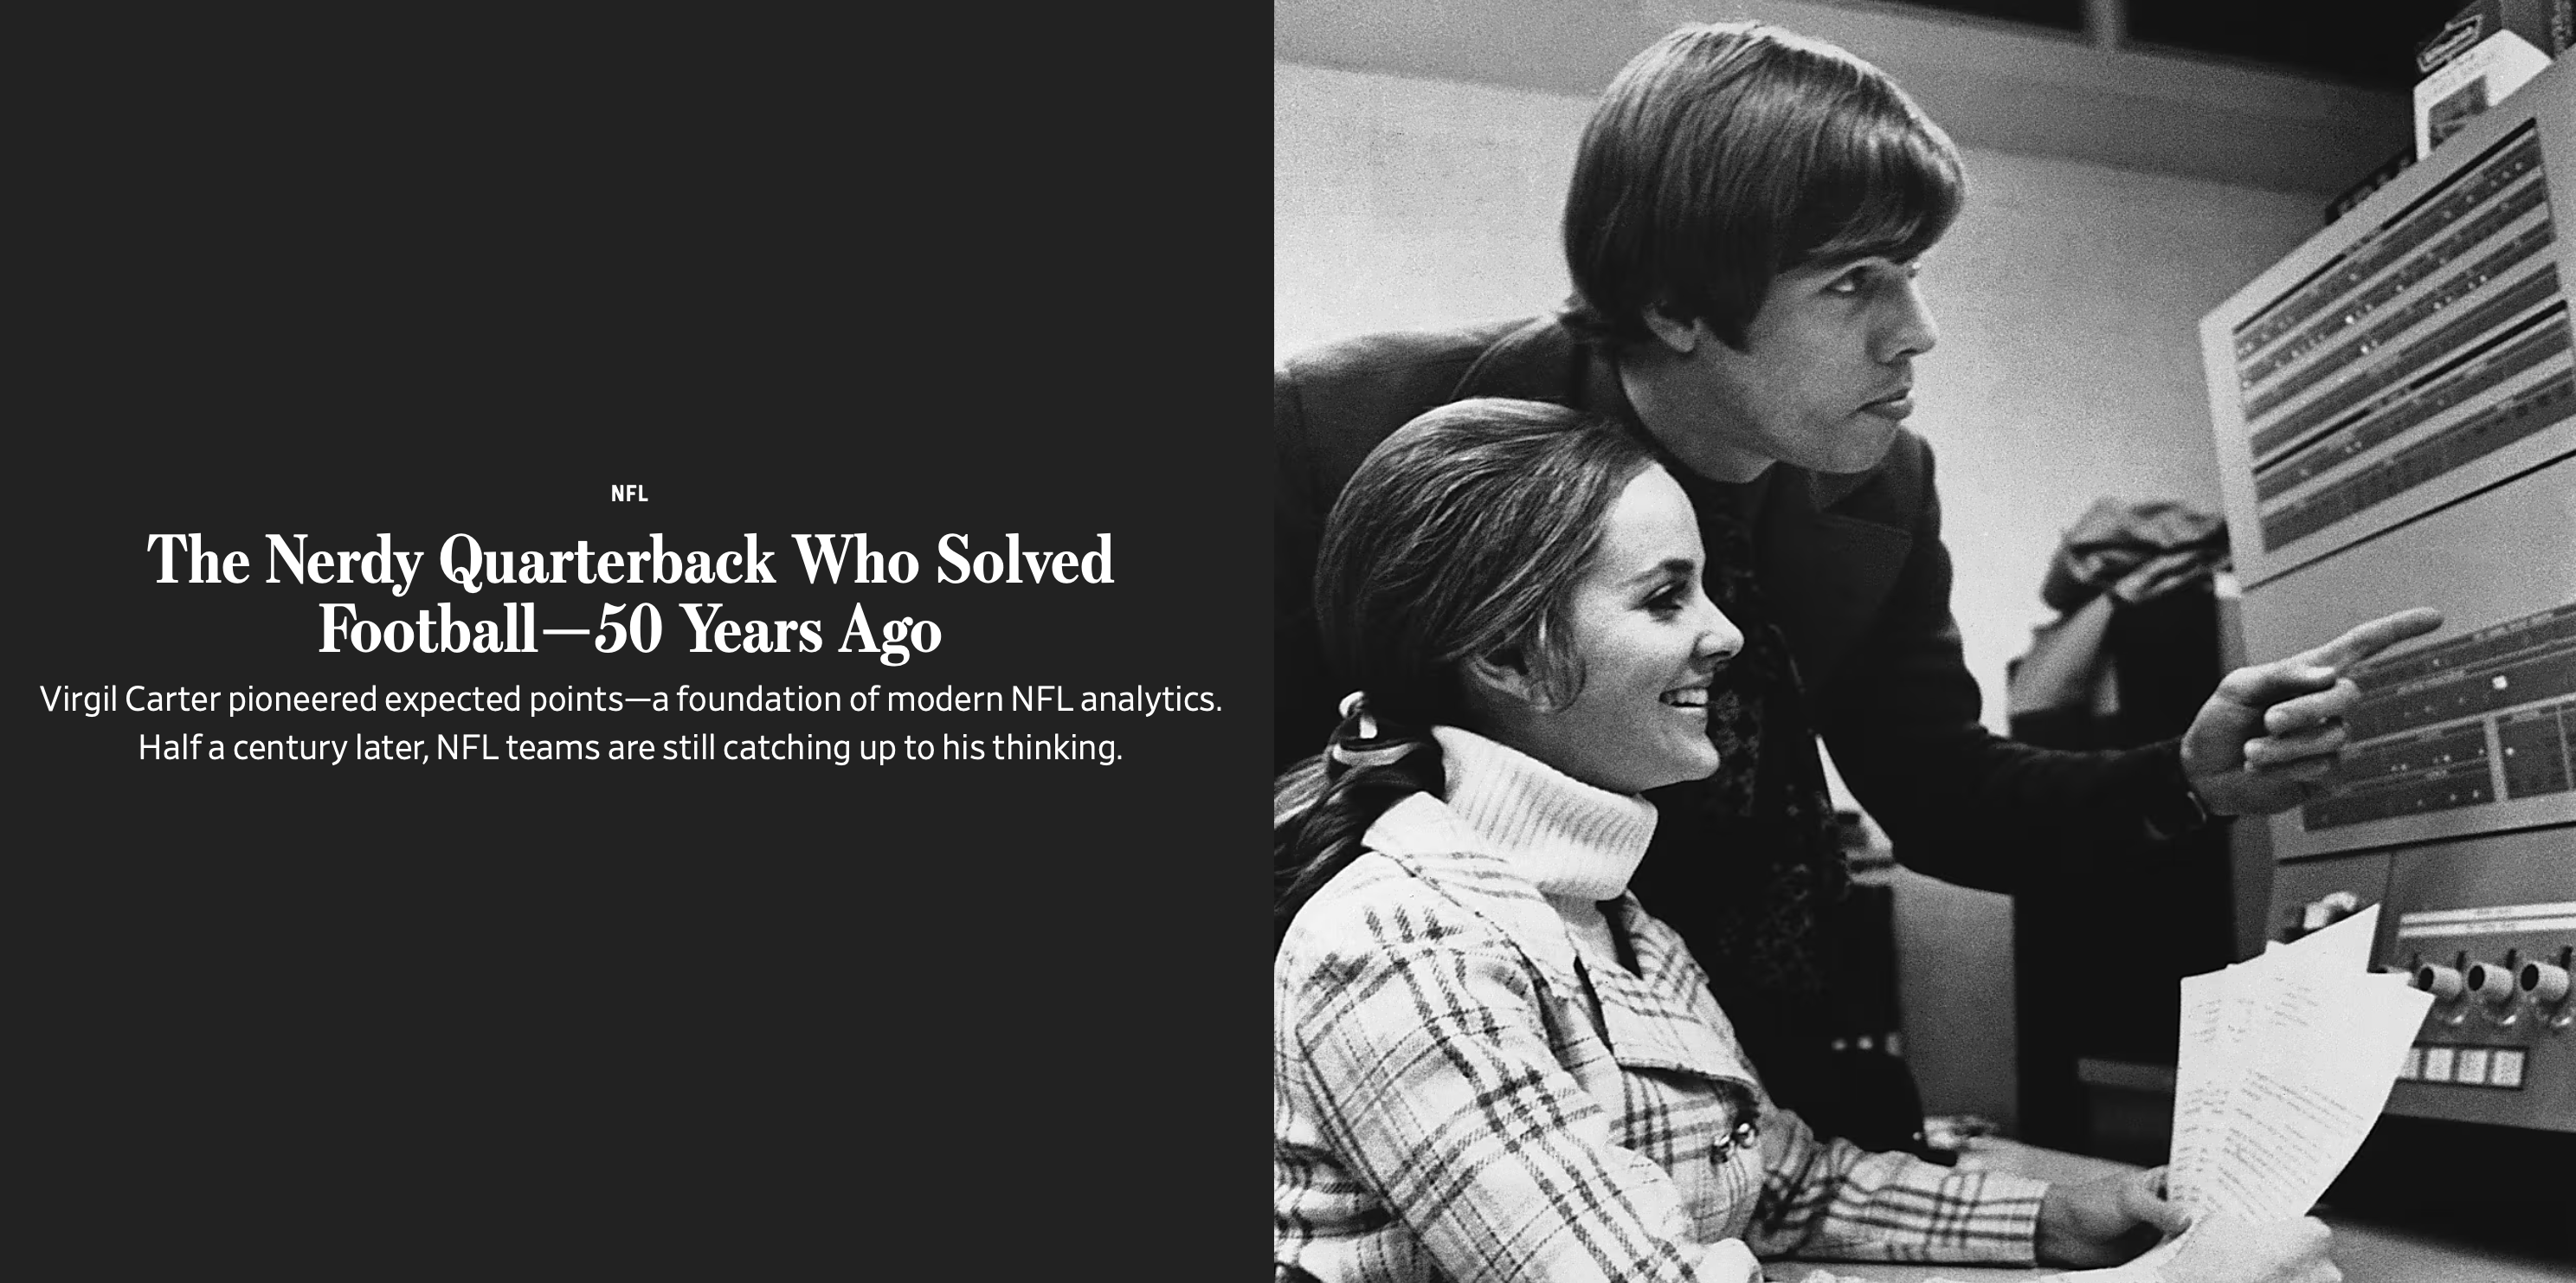 NFL
The Nerdy Quarterback Who Solved
Football—50 Years Ago
Virgil Carter pioneered expected points—a foundation of modern NFL analytics.
Half a century later, NFL teams are still catching up to his thinking.